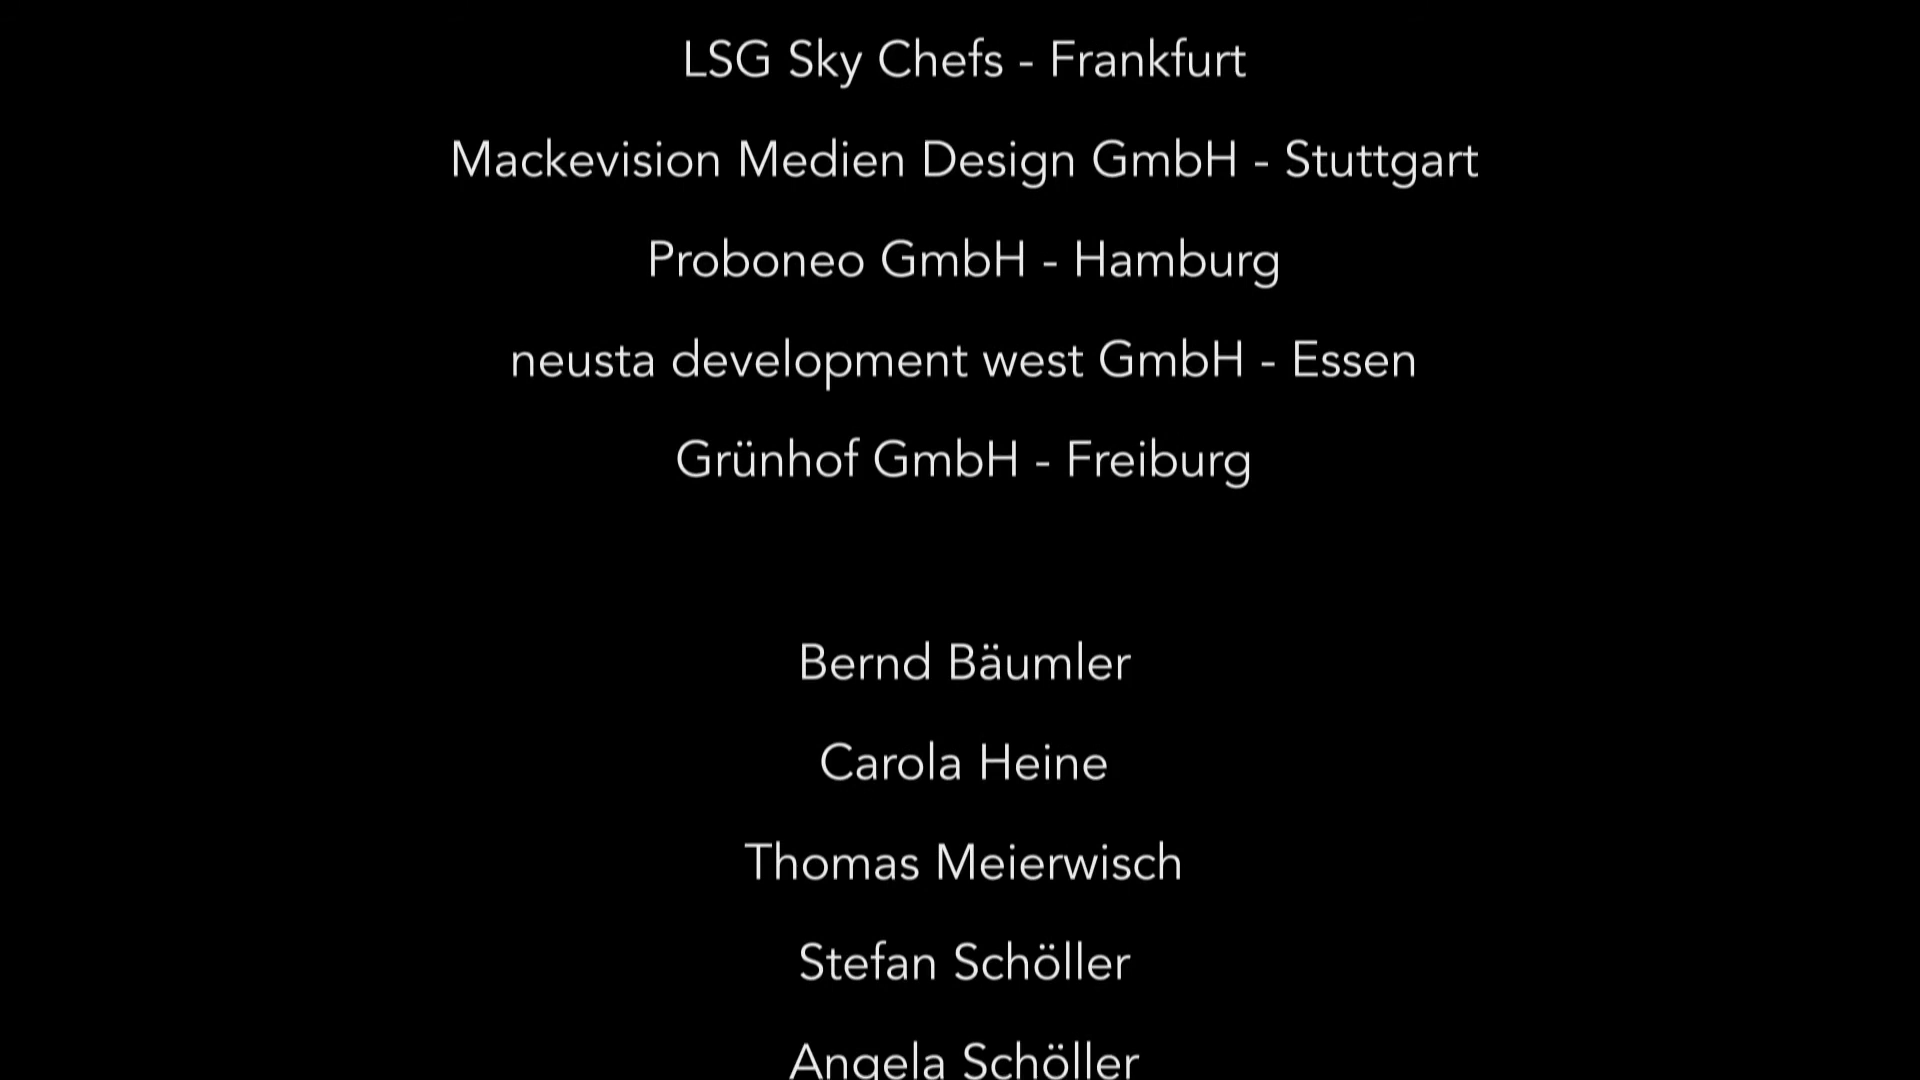 LSG Sky Chefs - Frankfurt
Mackevision Medien Design GmbH - Stuttgart
Proboneo GmbH - Hamburg
neusta development west GmbH - Essen
Grünhof GmbH - Freiburg
Bernd Bäumler
Carola Heine
Thomas Meierwisch
Stefan Schöller
Angela Schöller